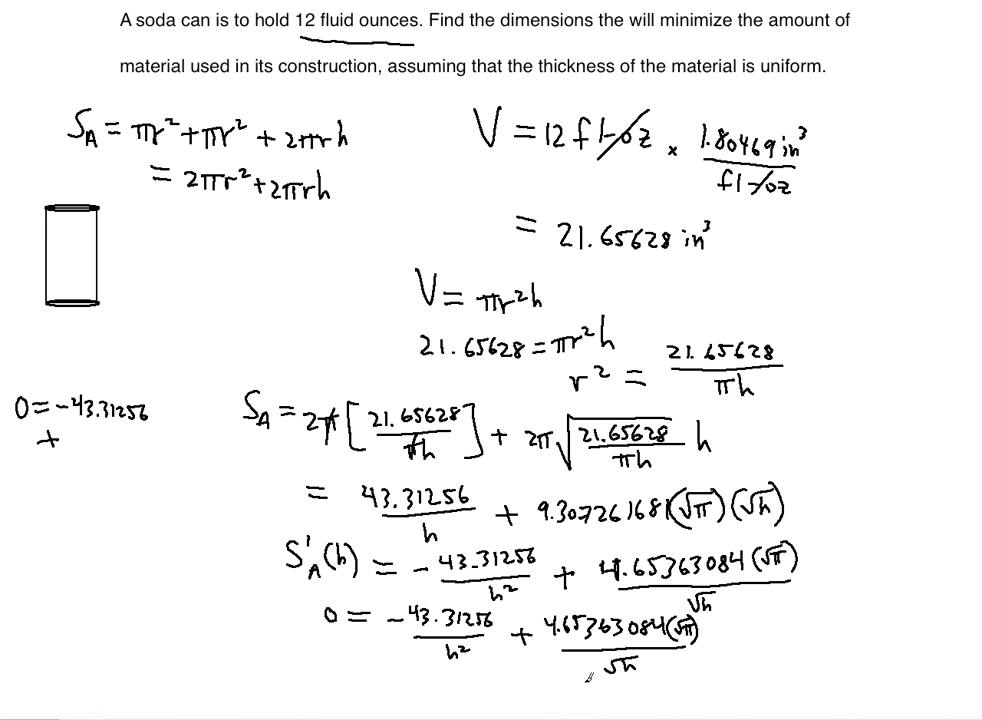 A soda can is to hold 12 fluid ounces. Find the dimensions the will minimize the amount of
material used in its construction, assuming that the thickness of the material is uniform.
S_A = πr² + πr² + 2πrh
= 2πr² + 2πrh
V = 12 fl-oz × 1.80469 in³ / fl-oz
= 21.65628 in³
V = πr²h
21.65628 = πr²h
r² = 21.65628 / πh
S_A = 2π[21.65628 / πh] + 2π√(21.65628 / πh) h
= 43.31256 / h + 9.307261681(√π)(√h)
S'_A(h) = -43.31256 / h² + 4.65363084(√π) / √h
0 = -43.31256 / h² + 4.65363084(√π) / √h
0 = -43.31256
+